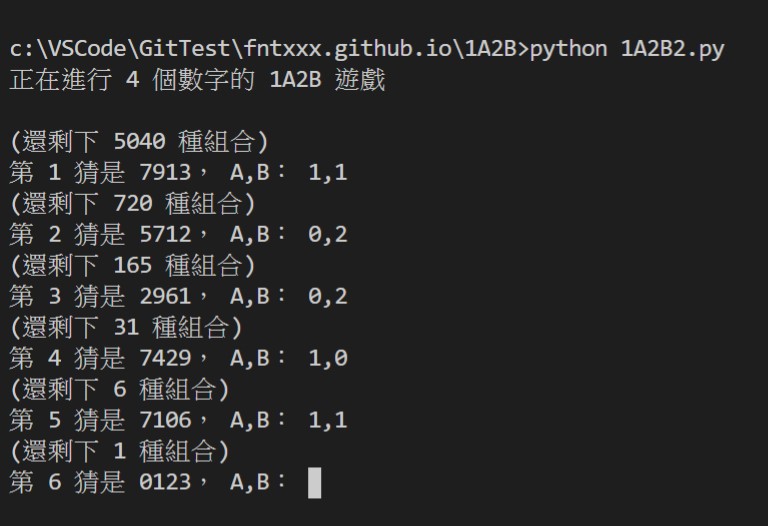 c:\VSCode\GitTest\fntxxx.github.io\1A2B>python 1A2B2.py
正在進行 4 個數字的 1A2B 遊戲
(還剩下 5040 種組合)
第 1 猜是 7913， A,B： 1,1
(還剩下 720 種組合)
第 2 猜是 5712， A,B： 0,2
(還剩下 165 種組合)
第 3 猜是 2961， A,B： 0,2
(還剩下 31 種組合)
第 4 猜是 7429， A,B： 1,0
(還剩下 6 種組合)
第 5 猜是 7106， A,B： 1,1
(還剩下 1 種組合)
第 6 猜是 0123， A,B：